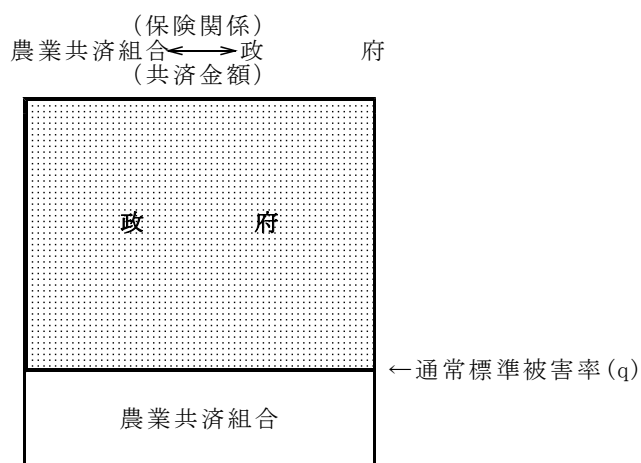 (保険関係)
農業共済組合⟷政　　　府
(共済金額)
政　　　府
←通常標準被害率(q)
農業共済組合